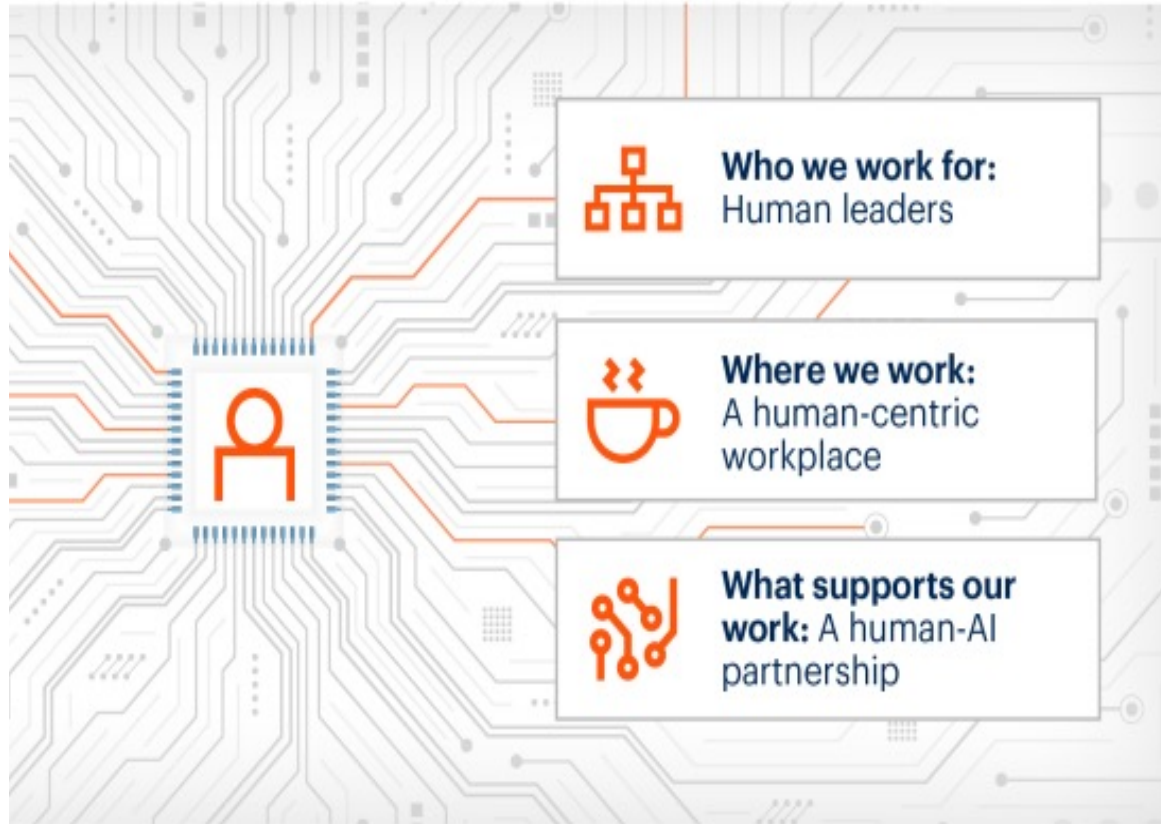 Who we work for:
Human leaders
Where we work:
A human-centric
workplace
What supports our
work: A human-AI
partnership